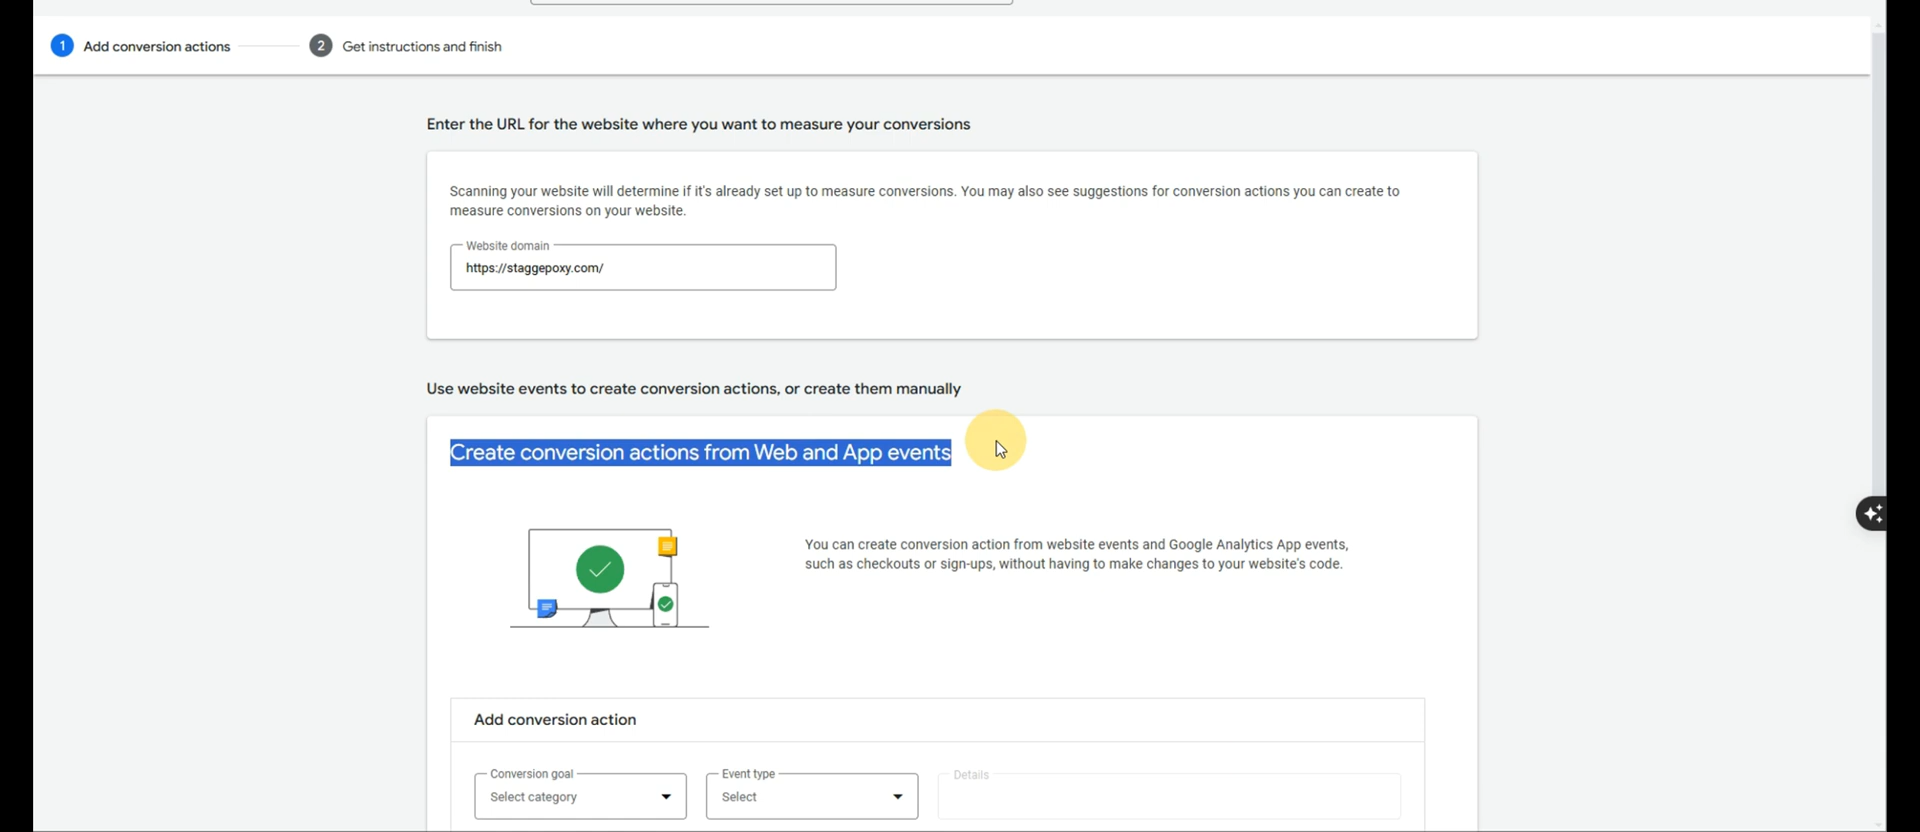 1 Add conversion actions 2 Get instructions and finish
Enter the URL for the website where you want to measure your conversions
Scanning your website will determine if it's already set up to measure conversions. You may also see suggestions for conversion actions you can create to
measure conversions on your website.
Website domain
https://staggepoxy.com/
Use website events to create conversion actions, or create them manually
Create conversion actions from Web and App events
You can create conversion action from website events and Google Analytics App events,
such as checkouts or sign-ups, without having to make changes to your website's code.
Add conversion action
Conversion goal Event type Details
Select category Select